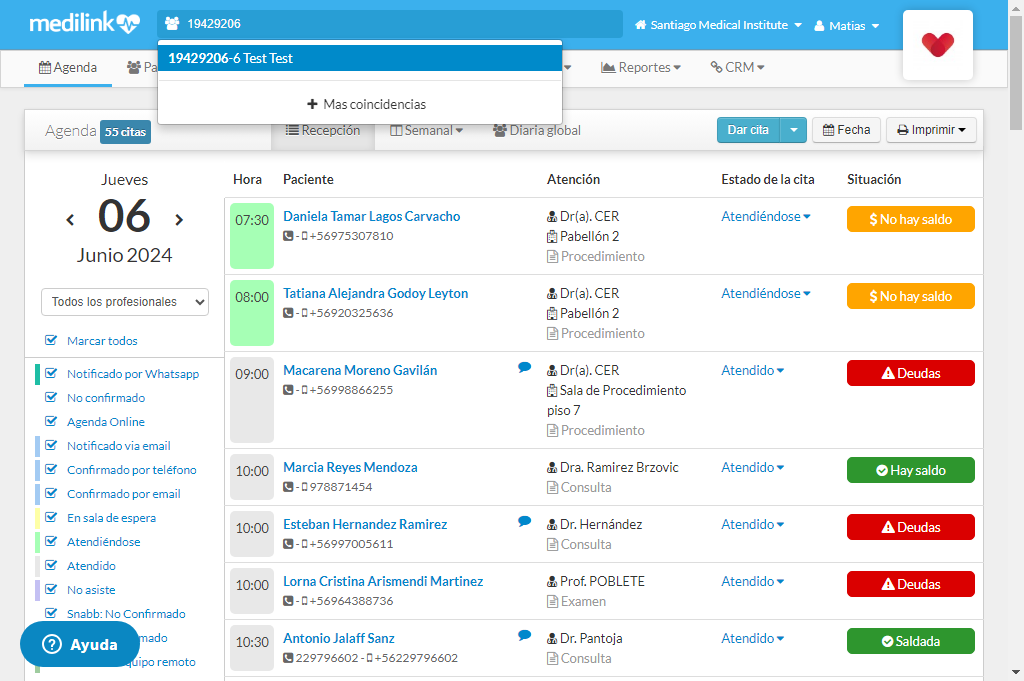 medilink
19429206
Santiago Medical Institute
Matias
19429206-6 Test Test
Mas coincidencias
Agenda
Pa
Reportes
CRM
Agenda 55 citas
Recepción
Semanal
Diaria global
Dar cita
Fecha
Imprimir
Jueves
06
Junio 2024
Todos los profesionales
Marcar todos
Notificado por Whatsapp
No confirmado
Agenda Online
Notificado via email
Confirmado por teléfono
Confirmado por email
En sala de espera
Atendiéndose
Atendido
No asiste
Snabb: No Confirmado
mado
quipo remoto
Ayuda
Hora Paciente Atención Estado de la cita Situación
07:30 Daniela Tamar Lagos Carvacho Dr(a). CER Atendiéndose $ No hay saldo
- +56975307810 Pabellón 2
Procedimiento
08:00 Tatiana Alejandra Godoy Leyton Dr(a). CER Atendiéndose $ No hay saldo
- +56920325636 Pabellón 2
Procedimiento
09:00 Macarena Moreno Gavilán Dr(a). CER Atendido Deudas
- +56998866255 Sala de Procedimiento
piso 7
Procedimiento
10:00 Marcia Reyes Mendoza Dra. Ramirez Brzovic Atendido Hay saldo
- 978871454 Consulta
10:00 Esteban Hernandez Ramirez Dr. Hernández Atendido Deudas
- +56997005611 Consulta
10:00 Lorna Cristina Arismendi Martinez Prof. POBLETE Atendido Deudas
- +56964388736 Examen
10:30 Antonio Jalaff Sanz Dr. Pantoja Atendido Saldada
229796602 - +56229796602 Consulta